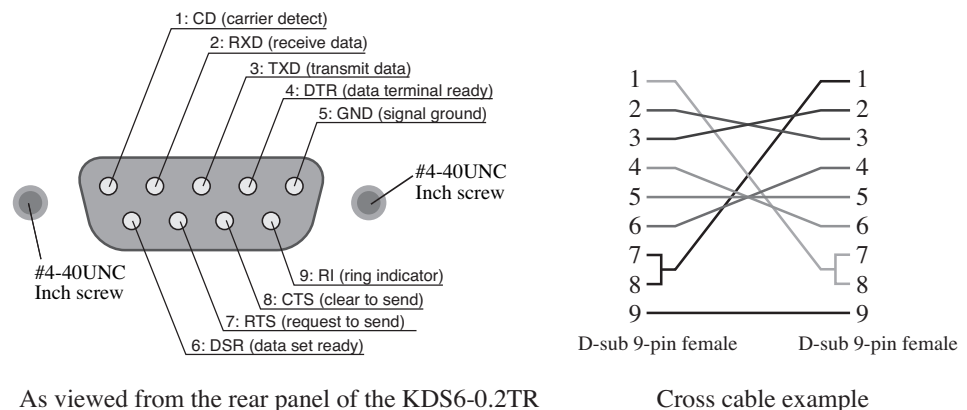 1: CD (carrier detect)
2: RXD (receive data)
3: TXD (transmit data)
4: DTR (data terminal ready)
5: GND (signal ground)
#4-40UNC
Inch screw
#4-40UNC
Inch screw
9: RI (ring indicator)
8: CTS (clear to send)
7: RTS (request to send)
6: DSR (data set ready)
As viewed from the rear panel of the KDS6-0.2TR
1 1
2 2
3 3
4 4
5 5
6 6
7 7
8 8
9 9
D-sub 9-pin female D-sub 9-pin female
Cross cable example